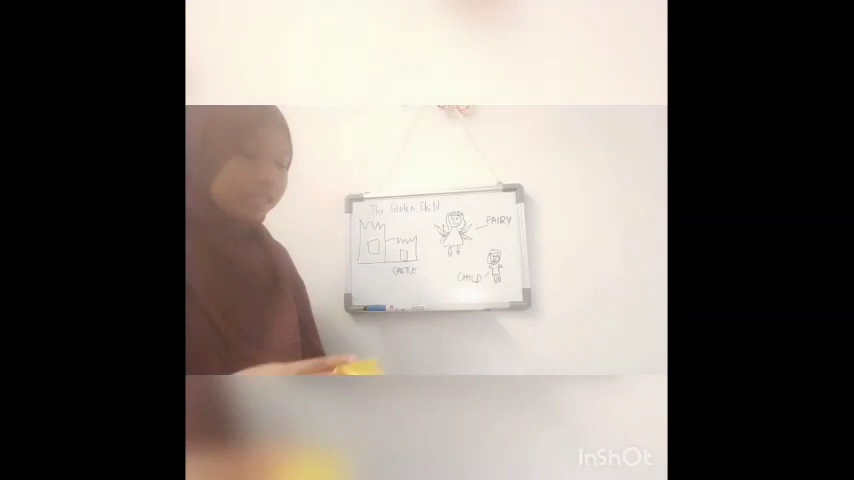 The Stolen Child
FAIRY
CASTLE
CHILD
InShOt